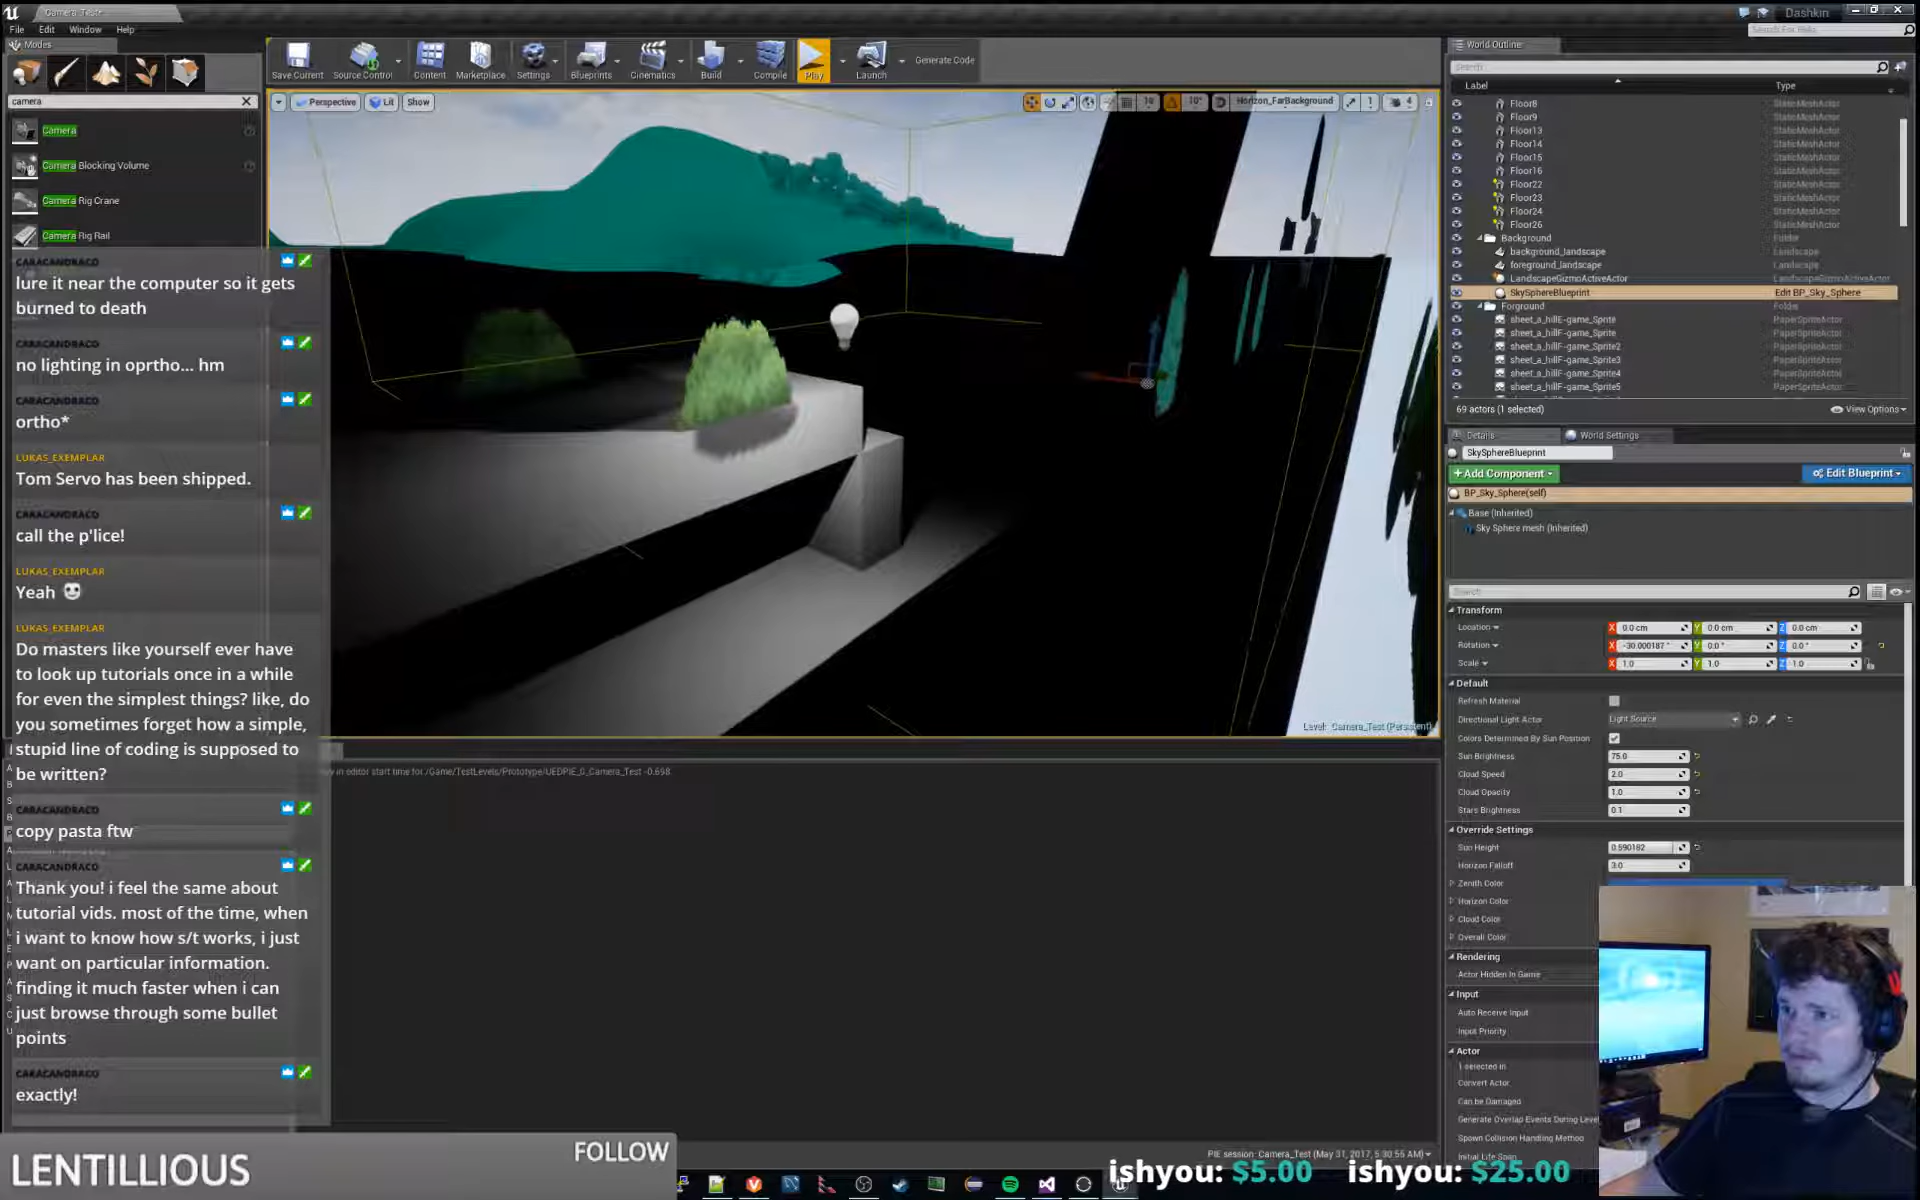 Camera_Test*
Dashkin
File Edit Window Help
Search For Help
Modes
Save Current Source Control Content Marketplace Settings Blueprints Cinematics Build Compile Play Launch Generate Code
camera
Camera
Camera Blocking Volume
Camera Rig Crane
Camera Rig Rail
Perspective Lit Show
10 10° Horizon_FarBackground 1 4
Level: Camera_Test (Persistent)
CARACANDRACO
lure it near the computer so it gets
burned to death
CARACANDRACO
no lighting in oprtho... hm
CARACANDRACO
ortho*
LUKAS_EXEMPLAR
Tom Servo has been shipped.
CARACANDRACO
call the p'lice!
LUKAS_EXEMPLAR
Yeah
LUKAS_EXEMPLAR
Do masters like yourself ever have
to look up tutorials once in a while
for even the simplest things? like, do
you sometimes forget how a simple,
stupid line of coding is supposed to
be written?
CARACANDRACO
copy pasta ftw
CARACANDRACO
Thank you! i feel the same about
tutorial vids. most of the time, when
i want to know how s/t works, i just
want on particular information.
finding it much faster when i can
just browse through some bullet
points
CARACANDRACO
exactly!
y in editor start time for /Game/TestLevels/Prototype/UEDPIE_0_Camera_Test -0.698
World Outliner
Search
Label Type
Floor8 StaticMeshActor
Floor9 StaticMeshActor
Floor13 StaticMeshActor
Floor14 StaticMeshActor
Floor15 StaticMeshActor
Floor16 StaticMeshActor
Floor22 StaticMeshActor
Floor23 StaticMeshActor
Floor24 StaticMeshActor
Floor26 StaticMeshActor
Background Folder
background_landscape Landscape
foreground_landscape Landscape
LandscapeGizmoActiveActor LandscapeGizmoActiveActor
SkySphereBlueprint Edit BP_Sky_Sphere
Forground Folder
sheet_a_hillE-game_Sprite PaperSpriteActor
sheet_a_hillF-game_Sprite PaperSpriteActor
sheet_a_hillF-game_Sprite2 PaperSpriteActor
sheet_a_hillF-game_Sprite3 PaperSpriteActor
sheet_a_hillF-game_Sprite4 PaperSpriteActor
sheet_a_hillF-game_Sprite5 PaperSpriteActor
69 actors (1 selected) View Options
Details World Settings
SkySphereBlueprint
+Add Component Edit Blueprint
BP_Sky_Sphere(self)
Base (Inherited)
Sky Sphere mesh (Inherited)
Search
Transform
Location X 0.0 cm Y 0.0 cm Z 0.0 cm
Rotation X -30.000187 ° Y 0.0 ° Z 0.0 °
Scale X 1.0 Y 1.0 Z 1.0
Default
Refresh Material
Directional Light Actor Light Source
Colors Determined By Sun Position
Sun Brightness 75.0
Cloud Speed 2.0
Cloud Opacity 1.0
Stars Brightness 0.1
Override Settings
Sun Height 0.590182
Horizon Falloff 3.0
Zenith Color
Horizon Color
Cloud Color
Overall Color
Rendering
Actor Hidden In Game
Input
Auto Receive Input
Input Priority
Actor
1 selected in
Convert Actor
Can be Damaged
Generate Overlap Events During Level
Spawn Collision Handling Method
Initial Life Span
PIE session: Camera_Test (May 31, 2017, 5:30:55 AM)
LENTILLIOUS
FOLLOW
ishyou: $5.00 ishyou: $25.00